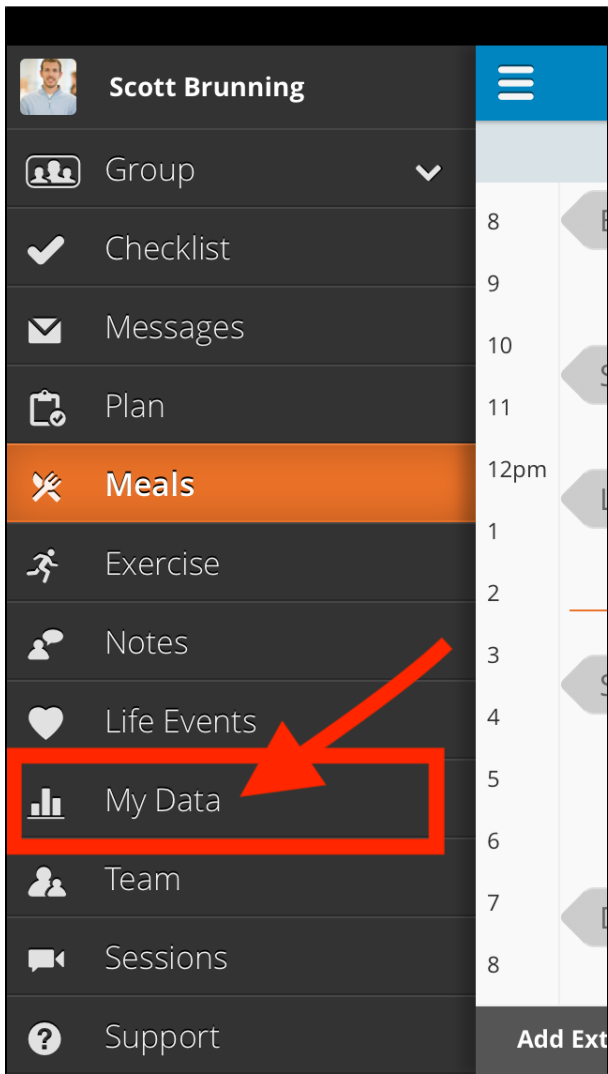 Scott Brunning
Group
Checklist
Messages
Plan
Meals
Exercise
Notes
Life Events
My Data
Team
Sessions
Support
8
9
10
11
12pm
1
2
3
4
5
6
7
8
Add Ext